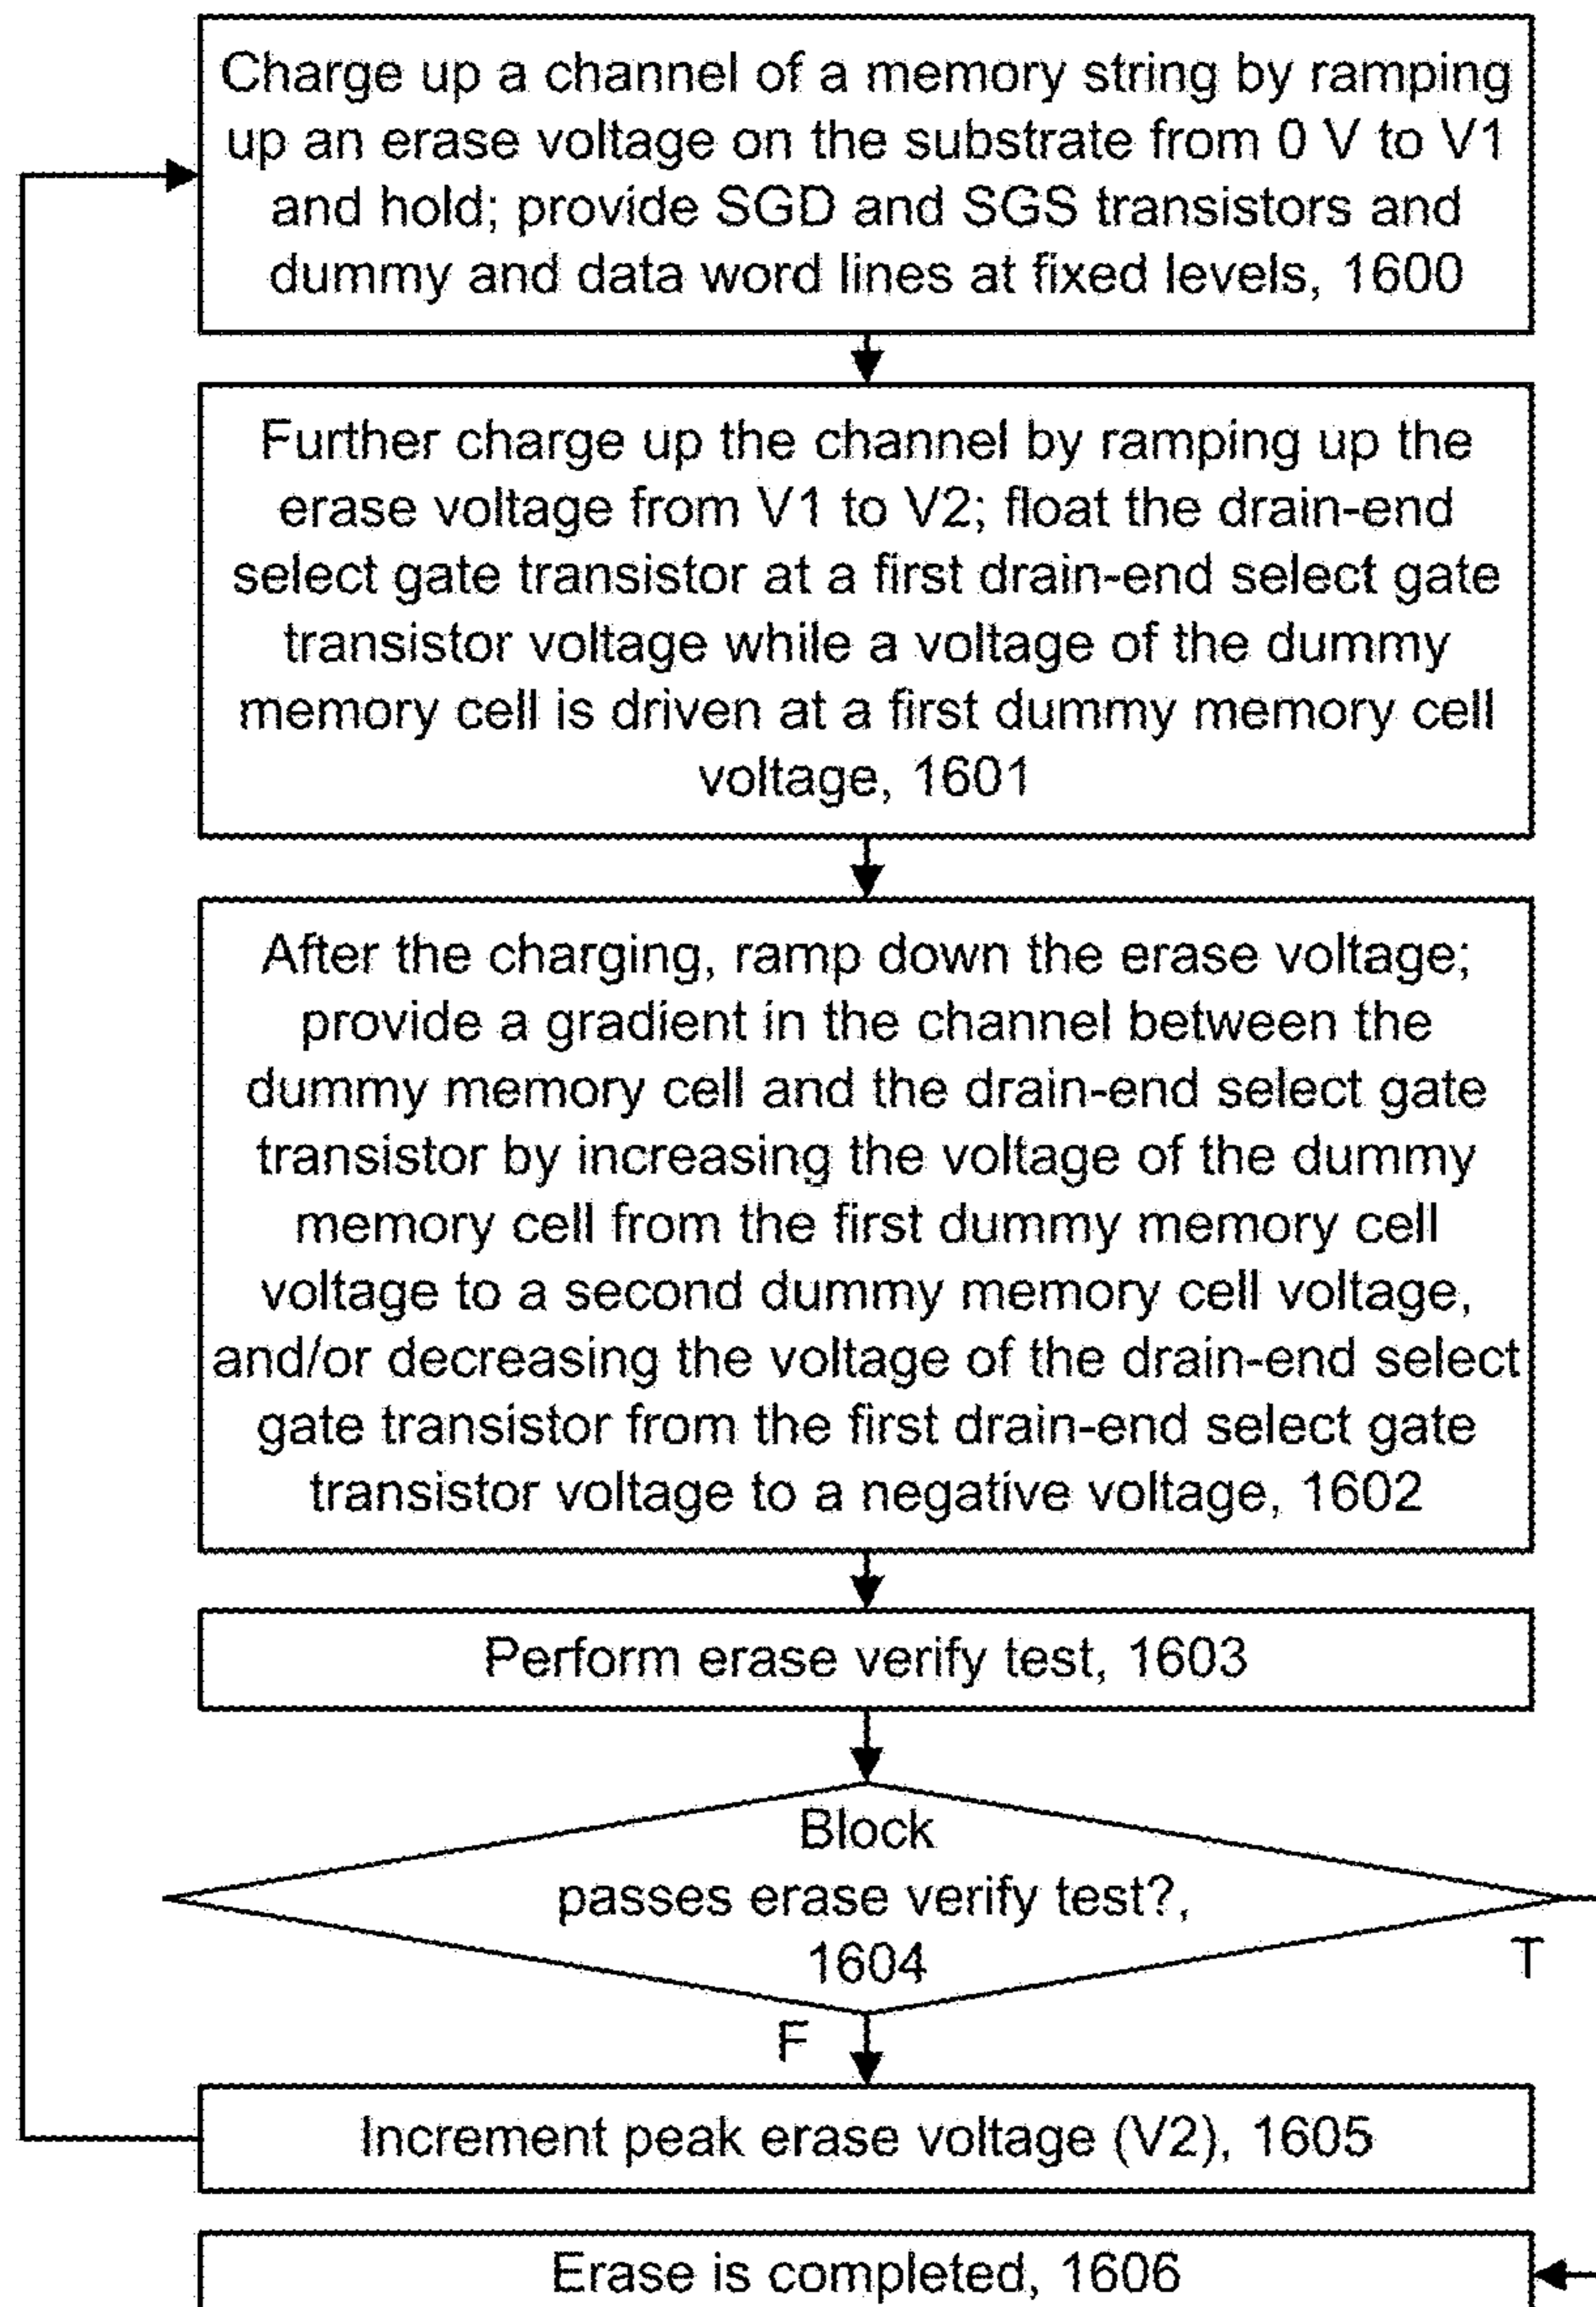 Charge up a channel of a memory string by ramping
up an erase voltage on the substrate from 0 V to V1
and hold; provide SGD and SGS transistors and
dummy and data word lines at fixed levels, 1600
Further charge up the channel by ramping up the
erase voltage from V1 to V2; float the drain-end
select gate transistor at a first drain-end select gate
transistor voltage while a voltage of the dummy
memory cell is driven at a first dummy memory cell
voltage, 1601
After the charging, ramp down the erase voltage;
provide a gradient in the channel between the
dummy memory cell and the drain-end select gate
transistor by increasing the voltage of the dummy
memory cell from the first dummy memory cell
voltage to a second dummy memory cell voltage,
and/or decreasing the voltage of the drain-end select
gate transistor from the first drain-end select gate
transistor voltage to a negative voltage, 1602
Perform erase verify test, 1603
Block
passes erase verify test?,
1604
T
F
Increment peak erase voltage (V2), 1605
Erase is completed, 1606